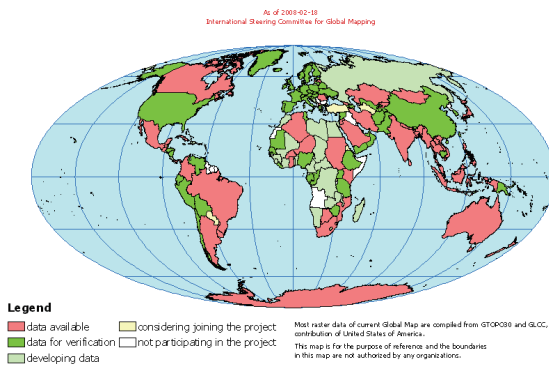 As of 2008-02-18
International Steering Committee for Global Mapping
Legend
data available
data for verification
developing data
considering joining the project
not participating in the project
Most raster data of current Global Map are compiled from GTOPO30 and GLCC,
contribution of United States of America.
This map is for the purpose of reference and the boundaries
in this map are not authorized by any organizations.